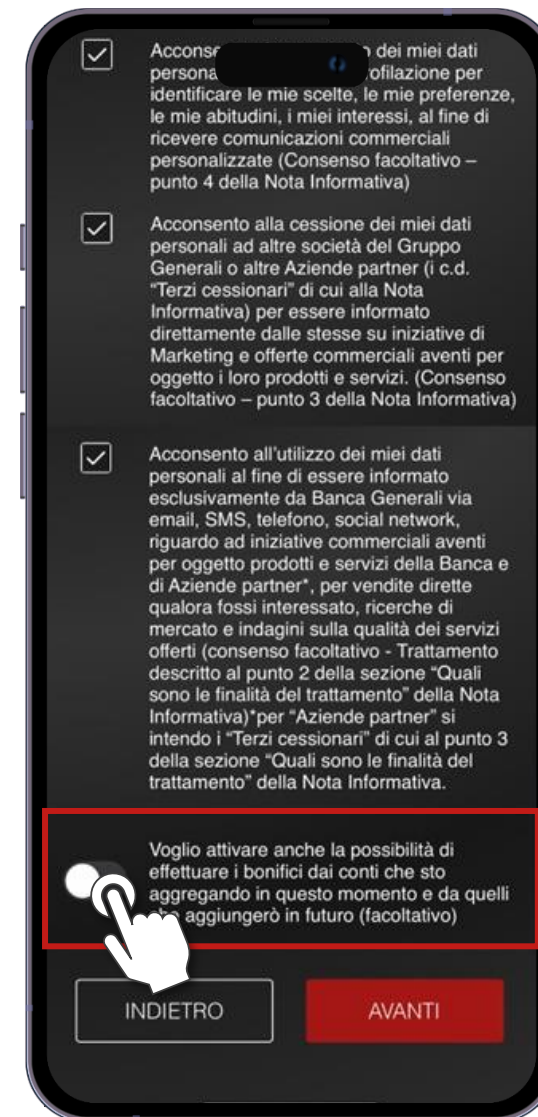 Acconse dei miei dati
persona rofilazione per
identificare le mie scelte, le mie preferenze,
le mie abitudini, i miei interessi, al fine di
ricevere comunicazioni commerciali
personalizzate (Consenso facoltativo –
punto 4 della Nota Informativa)
Acconsento alla cessione dei miei dati
personali ad altre società del Gruppo
Generali o altre Aziende partner (i c.d.
“Terzi cessionari” di cui alla Nota
Informativa) per essere informato
direttamente dalle stesse su iniziative di
Marketing e offerte commerciali aventi per
oggetto i loro prodotti e servizi. (Consenso
facoltativo – punto 3 della Nota Informativa)
Acconsento all’utilizzo dei miei dati
personali al fine di essere informato
esclusivamente da Banca Generali via
email, SMS, telefono, social network,
riguardo ad iniziative commerciali aventi
per oggetto prodotti e servizi della Banca e
di Aziende partner*, per vendite dirette
qualora fossi interessato, ricerche di
mercato e indagini sulla qualità dei servizi
offerti (consenso facoltativo - Trattamento
descritto al punto 2 della sezione “Quali
sono le finalità del trattamento” della Nota
Informativa)*per “Aziende partner” si
intendo i “Terzi cessionari” di cui al punto 3
della sezione “Quali sono le finalità del
trattamento” della Nota Informativa.
Voglio attivare anche la possibilità di
effettuare i bonifici dai conti che sto
aggregando in questo momento e da quelli
aggiungerò in futuro (facoltativo)
INDIETRO
AVANTI